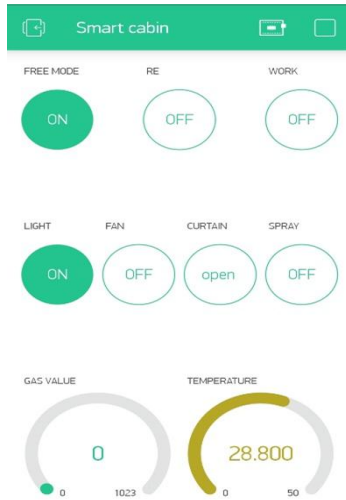 Smart cabin
FREE MODE RE WORK
ON OFF OFF
LIGHT FAN CURTAIN SPRAY
ON OFF open OFF
GAS VALUE TEMPERATURE
0 28.800
0 1023 0 50